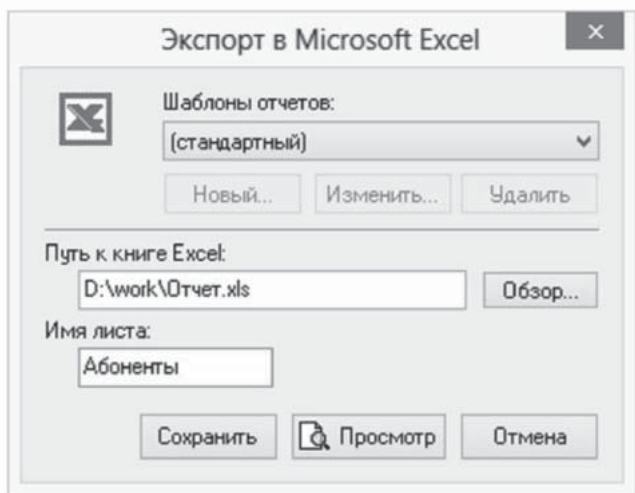 Экспорт в Microsoft Excel
Шаблоны отчетов:
(стандартный)
Новый... Изменить... Удалить
Путь к книге Excel:
D:\work\Отчет.xls Обзор...
Имя листа:
Абоненты
Сохранить Просмотр Отмена